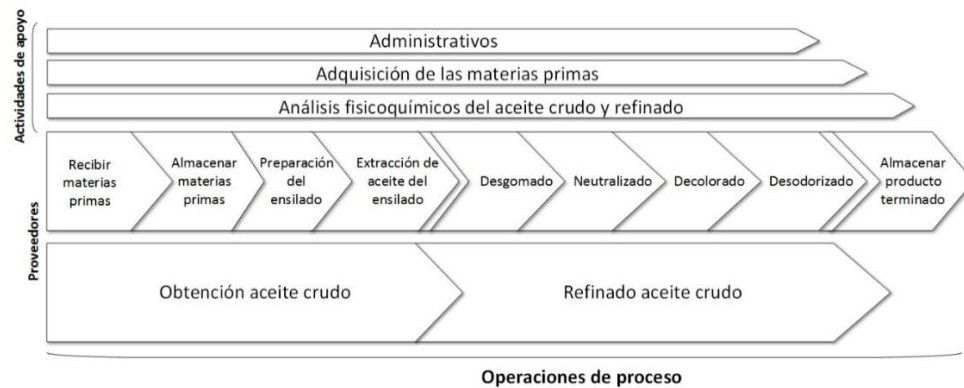 Actividades de apoyo
Administrativos
Adquisición de las materias primas
Análisis fisicoquímicos del aceite crudo y refinado
Proveedores
Recibir
materias
primas
Almacenar
materias
primas
Preparación
del
ensilado
Extracción de
aceite del
ensilado
Desgomado
Neutralizado
Decolorado
Desodorizado
Almacenar
producto
terminado
Obtención aceite crudo
Refinado aceite crudo
Operaciones de proceso